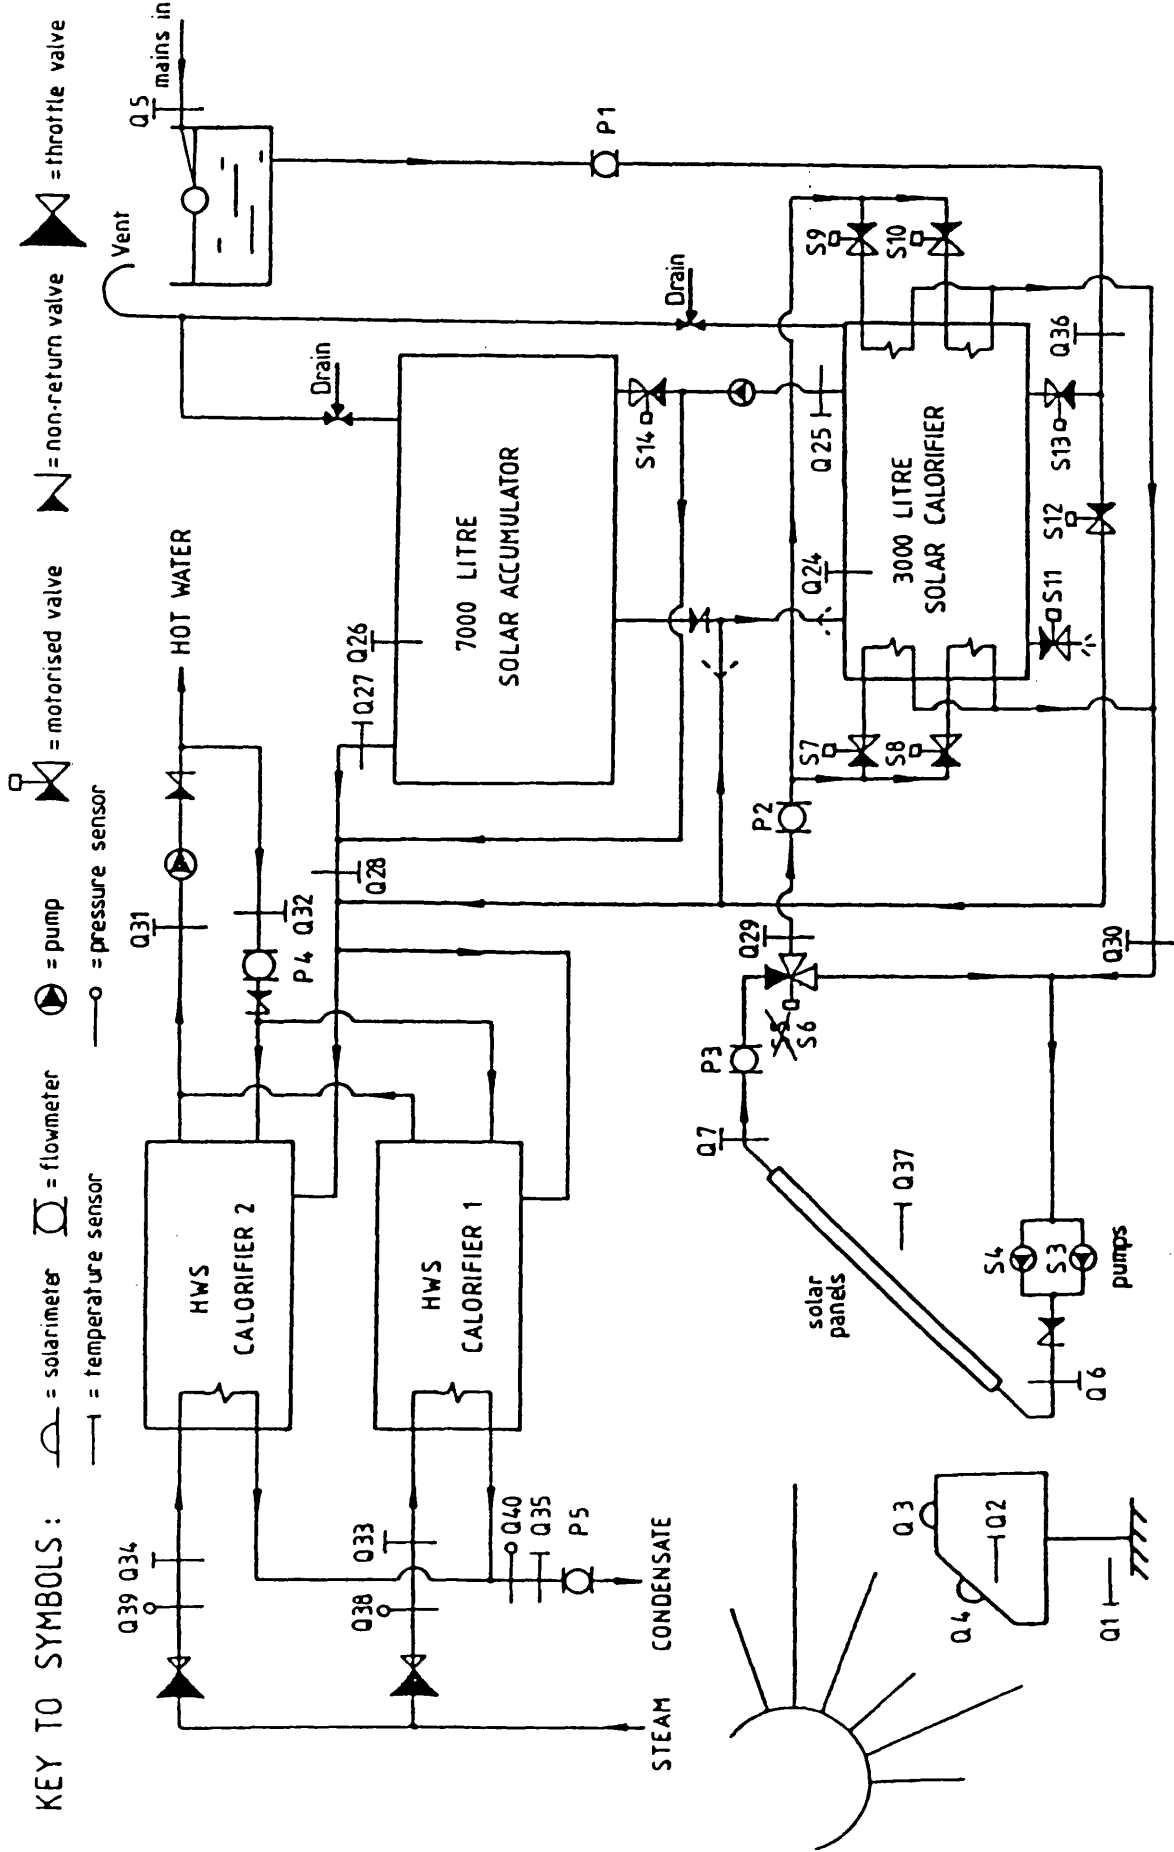 KEY TO SYMBOLS:
= solarimeter
= flowmeter
= pump
= motorised valve
= non-return valve
= throttle valve
= temperature sensor
= pressure sensor
Q39
Q34
Q31
HOT WATER
Vent
Q5
mains in
HWS
CALORIFIER 2
P4
Q32
Q28
Q27
Q26
Drain
Q38
Q33
HWS
CALORIFIER 1
7000 LITRE
SOLAR ACCUMULATOR
Q40
Q35
P5
STEAM
CONDENSATE
S14
Drain
P1
Q7
P3
Q29
P2
S6
S7
S8
Q24
Q25
S9
S10
3000 LITRE
SOLAR CALORIFIER
solar
panels
Q37
Q3
Q4
Q2
Q1
S4
S3
pumps
Q6
Q30
S11
S12
S13
Q36